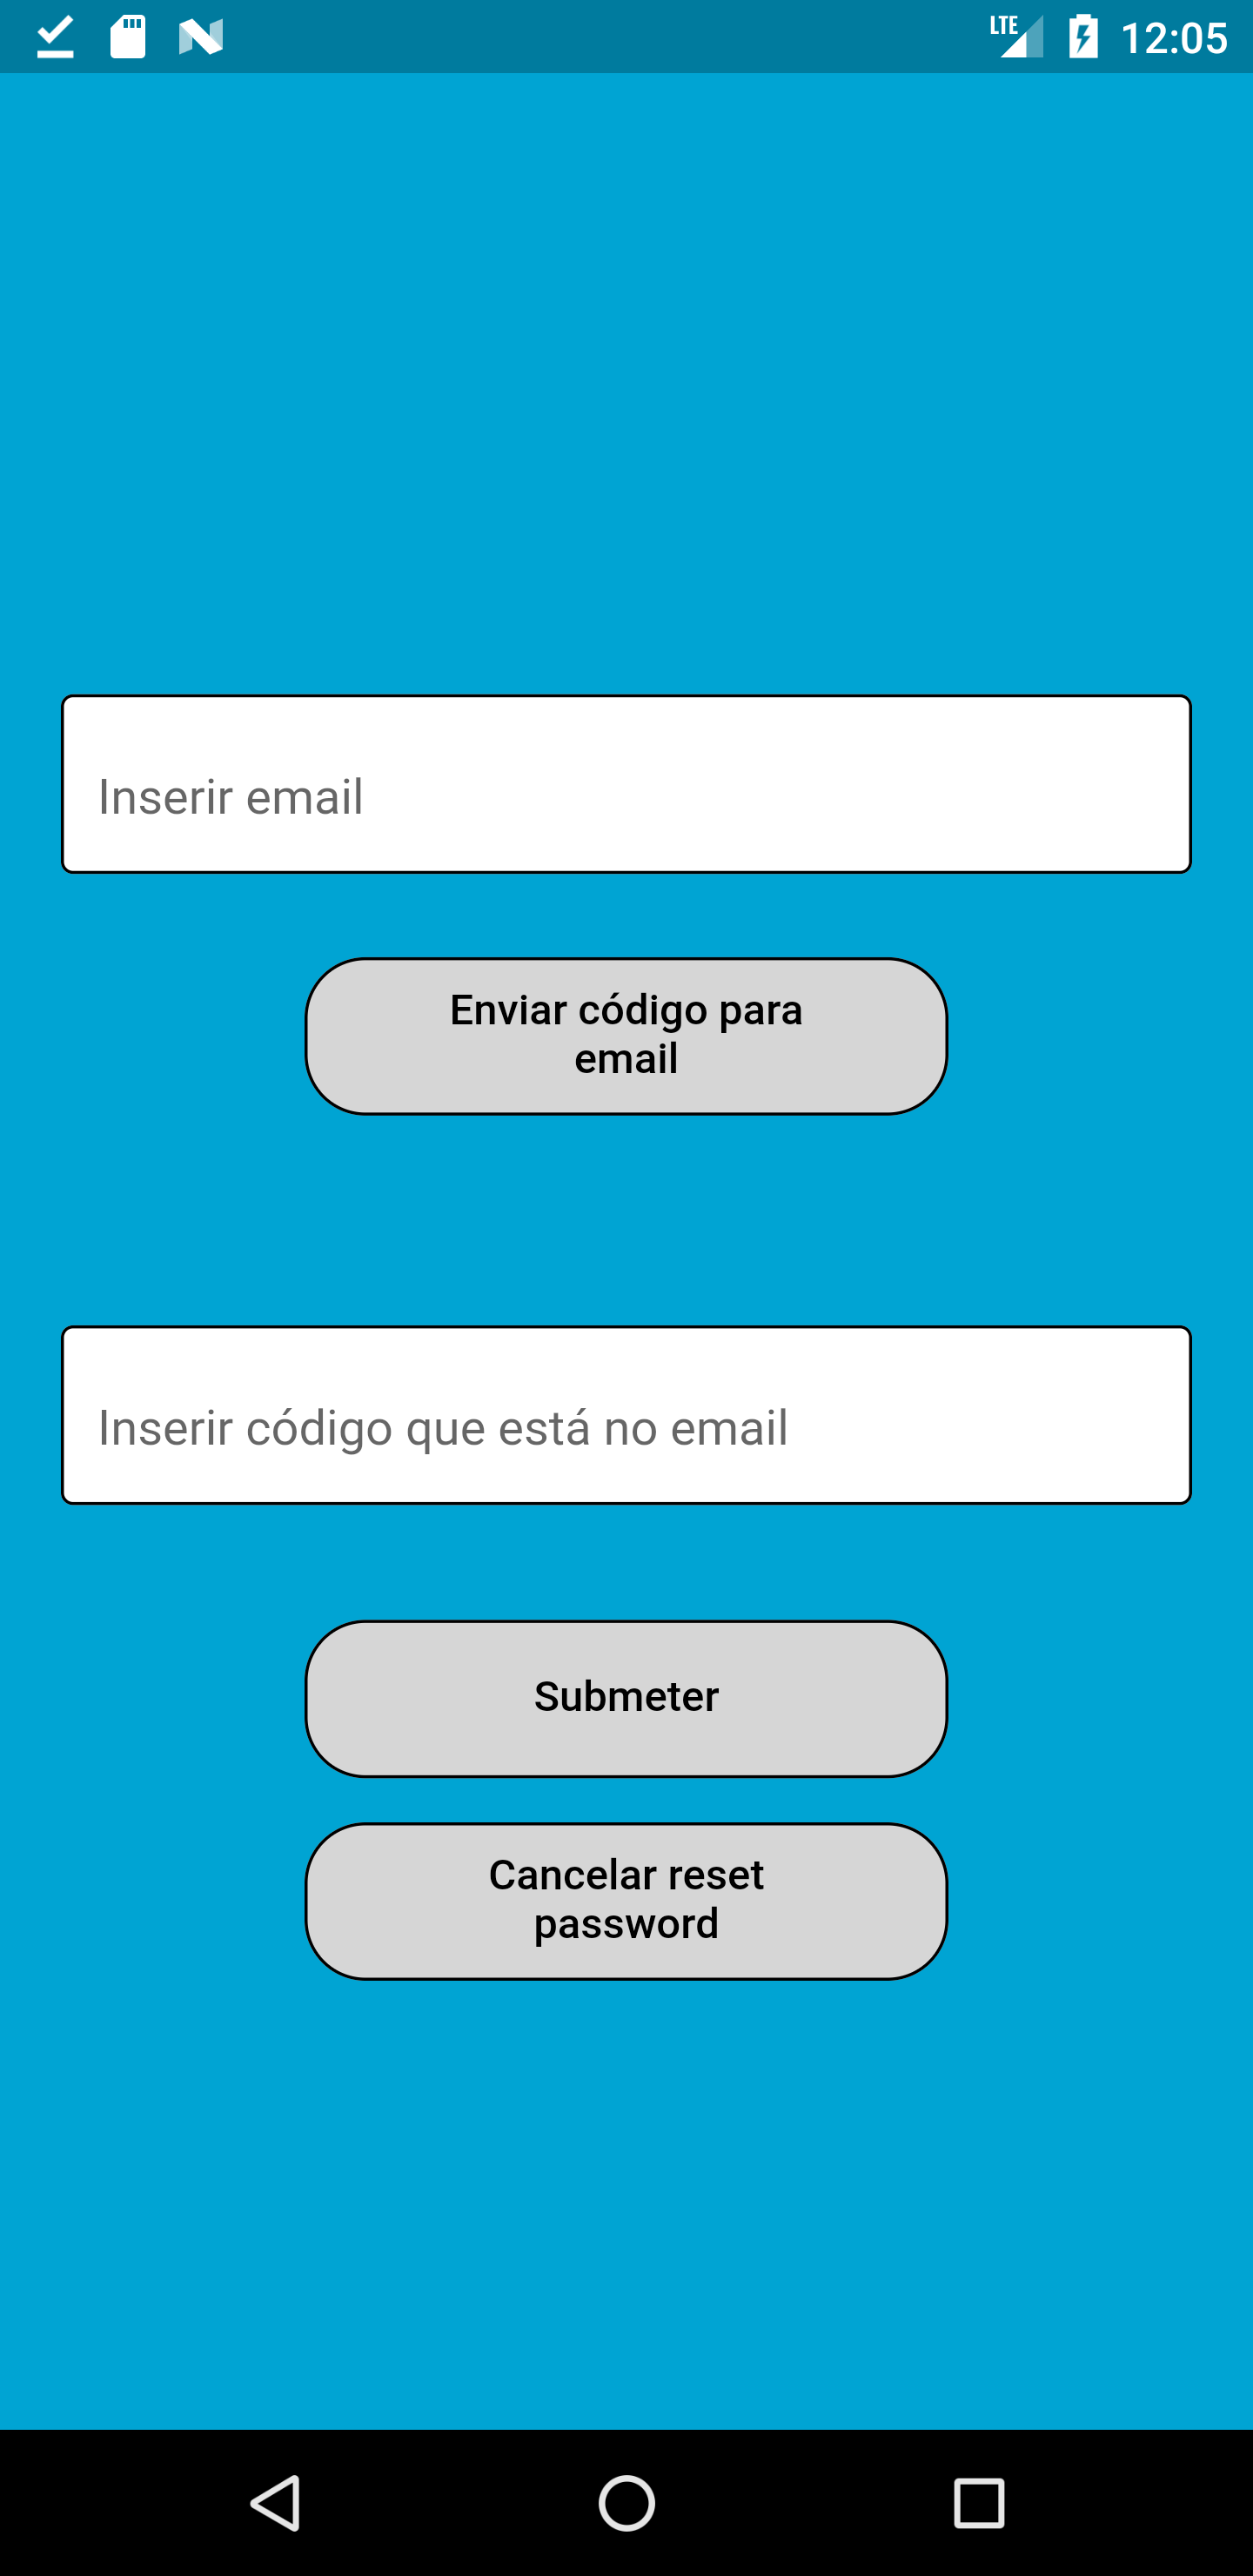 LTE 12:05
Inserir email
Enviar código para
email
Inserir código que está no email
Submeter
Cancelar reset
password